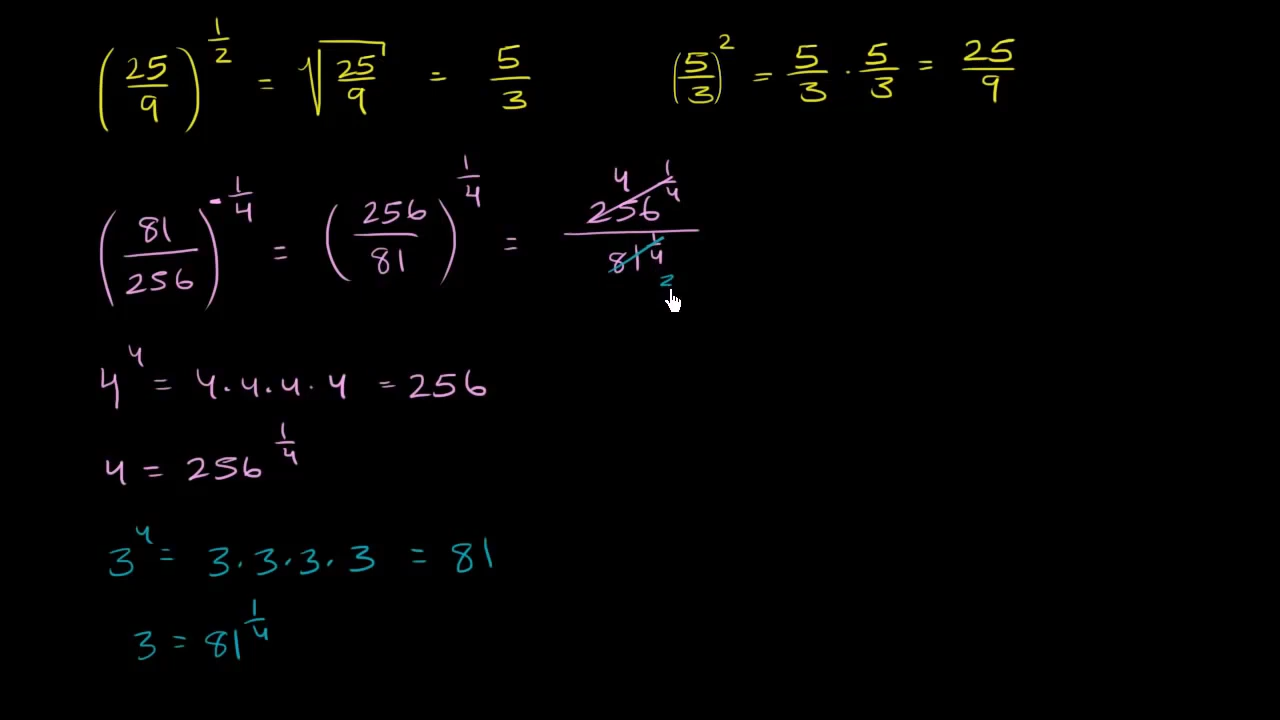 (25/9)^(1/2) = √(25/9) = 5/3    (5/3)^2 = 5/3 · 5/3 = 25/9
(81/256)^(-1/4) = (256/81)^(1/4) = 256^(1/4) 4 / 81^(1/4) 2
4^4 = 4·4·4·4 = 256
4 = 256^(1/4)
3^4 = 3·3·3·3 = 81
3 = 81^(1/4)